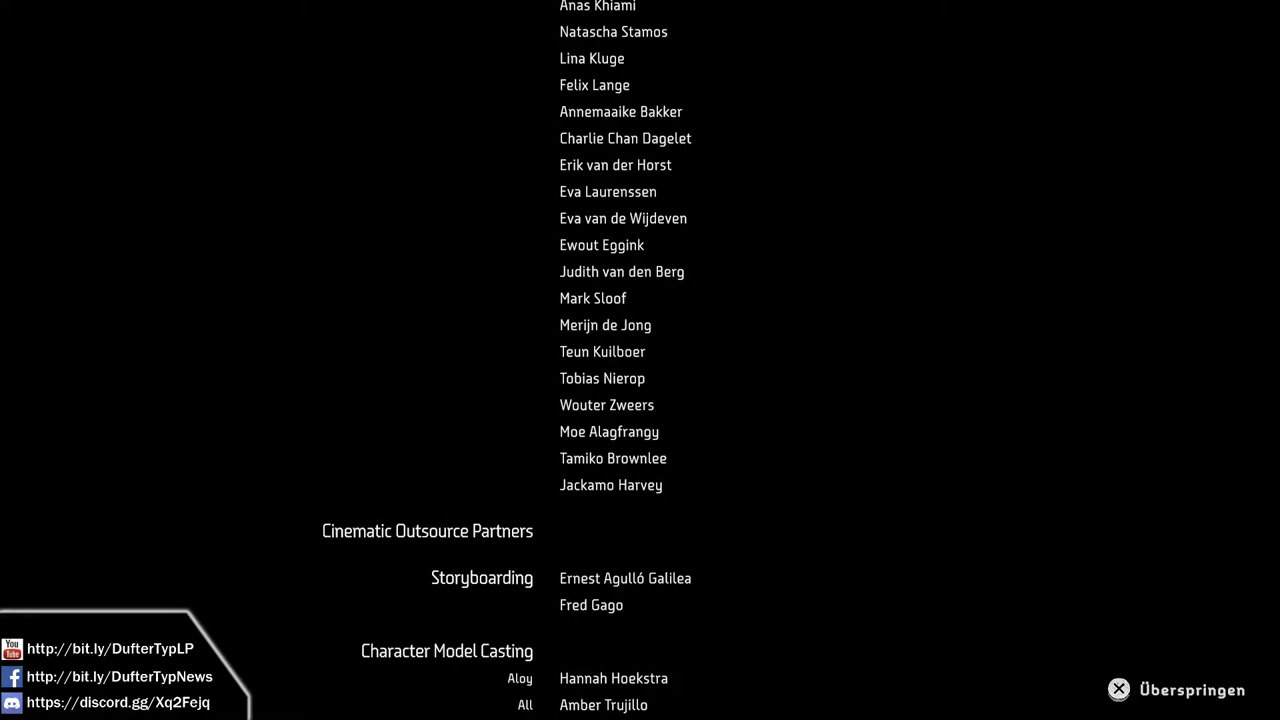 Anas Khiami
Natascha Stamos
Lina Kluge
Felix Lange
Annemaaike Bakker
Charlie Chan Dagelet
Erik van der Horst
Eva Laurenssen
Eva van de Wijdeven
Ewout Eggink
Judith van den Berg
Mark Sloof
Merijn de Jong
Teun Kuilboer
Tobias Nierop
Wouter Zweers
Moe Alagfrangy
Tamiko Brownlee
Jackamo Harvey
Cinematic Outsource Partners
Storyboarding Ernest Agulló Galilea
Fred Gago
Character Model Casting
Aloy Hannah Hoekstra
All Amber Trujillo
You Tube http://bit.ly/DufterTypLP
http://bit.ly/DufterTypNews
https://discord.gg/Xq2Fejq
Überspringen